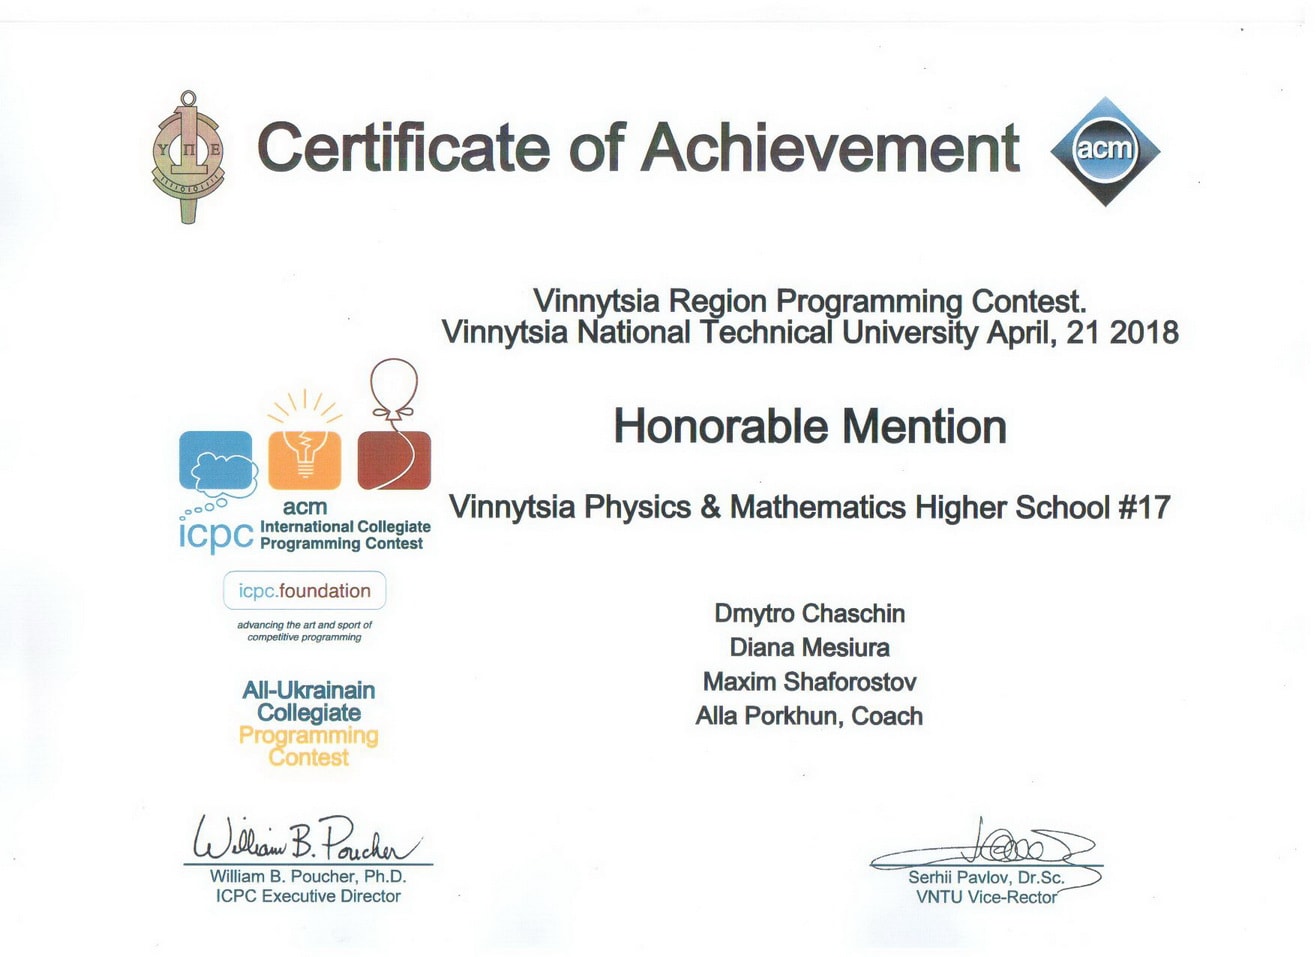 Certificate of Achievement
Υ Π Ε
acm
Vinnytsia Region Programming Contest.
Vinnytsia National Technical University April, 21 2018
Honorable Mention
Vinnytsia Physics & Mathematics Higher School #17
acm
icpc International Collegiate
Programming Contest
icpc.foundation
advancing the art and sport of
competitive programming
All-Ukrainain
Collegiate
Programming
Contest
Dmytro Chaschin
Diana Mesiura
Maxim Shaforostov
Alla Porkhun, Coach
William B. Poucher
William B. Poucher, Ph.D.
ICPC Executive Director
Serhii Pavlov, Dr.Sc.
VNTU Vice-Rector